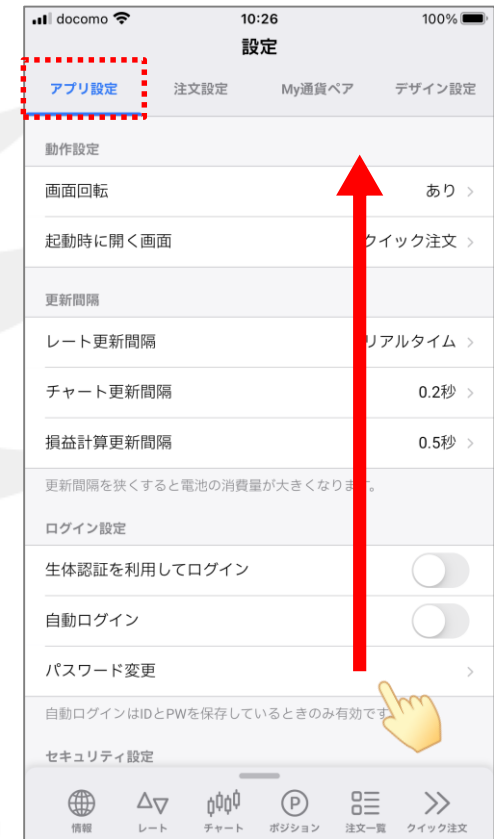 docomo 10:26 100%
設定
アプリ設定 注文設定 My通貨ペア デザイン設定
動作設定
画面回転 あり
起動時に開く画面 クイック注文
更新間隔
レート更新間隔 リアルタイム
チャート更新間隔 0.2秒
損益計算更新間隔 0.5秒
更新間隔を狭くすると電池の消費量が大きくなります。
ログイン設定
生体認証を利用してログイン
自動ログイン
パスワード変更
自動ログインはIDとPWを保存しているときのみ有効です
セキュリティ設定
P
情報 レート チャート ポジション 注文一覧 クイック注文